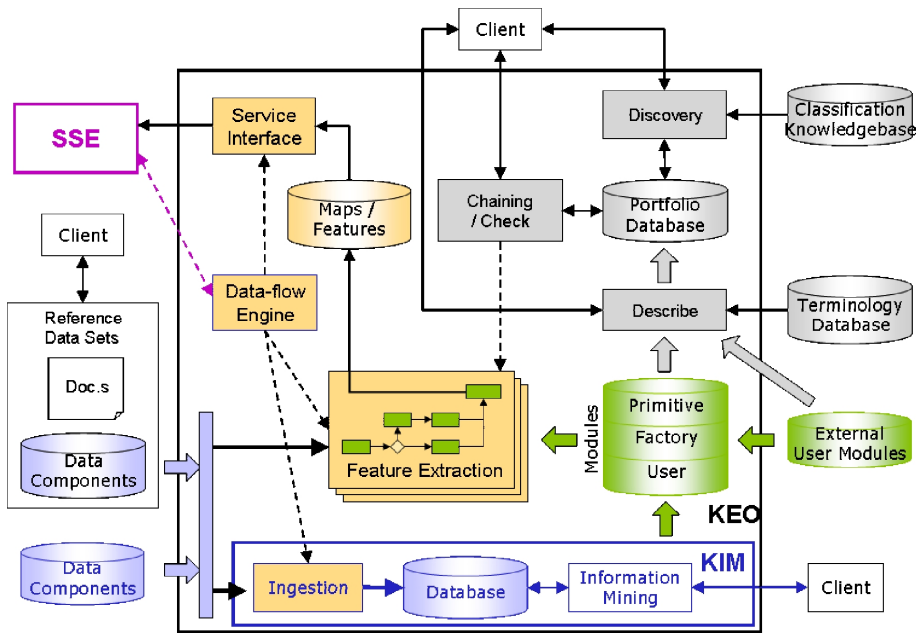 Client
SSE
Service
Interface
Discovery
Classification
Knowledgebase
Maps /
Features
Chaining
/ Check
Portfolio
Database
Client
Reference
Data Sets
Doc.s
Data
Components
Data-flow
Engine
Describe
Terminology
Database
Feature Extraction
Modules
Primitive
Factory
User
External
User Modules
KEO
Data
Components
KIM
Ingestion
Database
Information
Mining
Client